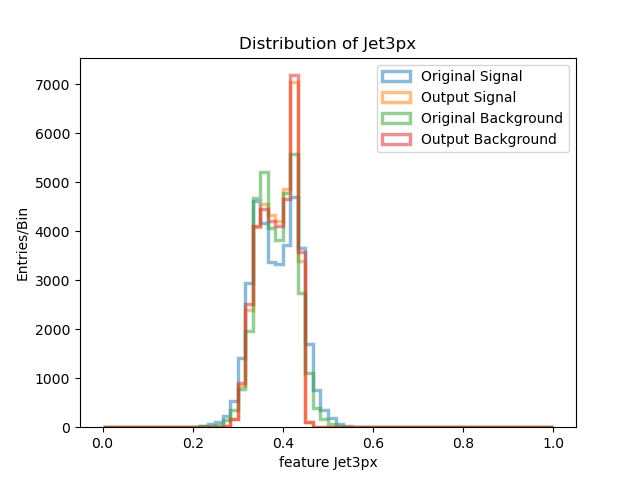 Distribution of Jet3px
Original Signal
Output Signal
Original Background
Output Background
Entries/Bin
7000
6000
5000
4000
3000
2000
1000
0
0.0 0.2 0.4 0.6 0.8 1.0
feature Jet3px